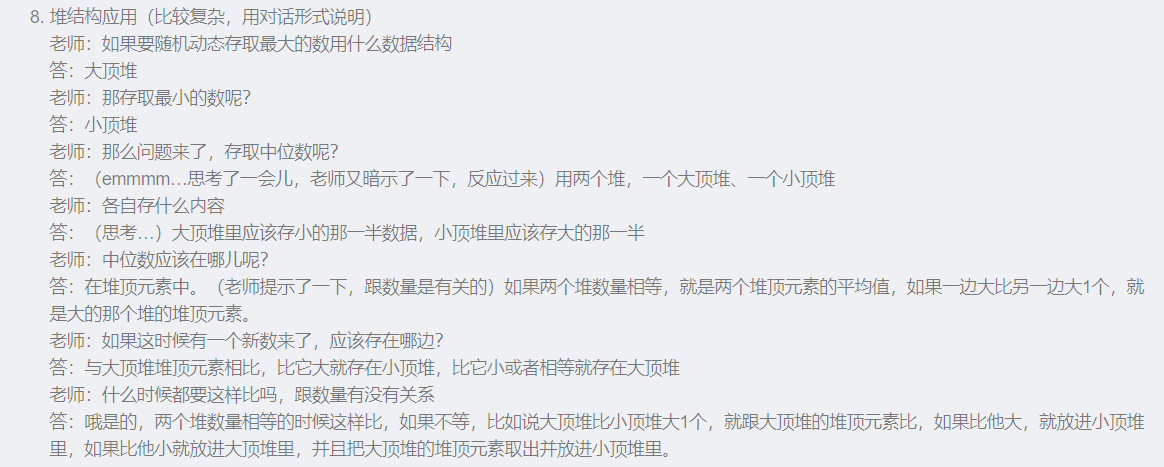 8. 堆结构应用（比较复杂，用对话形式说明）
老师：如果要随机动态存取最大的数用什么数据结构
答：大顶堆
老师：那存取最小的数呢？
答：小顶堆
老师：那么问题来了，存取中位数呢？
答：（emmmm...思考了一会儿，老师又暗示了一下，反应过来）用两个堆，一个大顶堆、一个小顶堆
老师：各自存什么内容
答：（思考...）大顶堆里应该存小的那一半数据，小顶堆里应该存大的那一半
老师：中位数应该在哪儿呢？
答：在堆顶元素中。（老师提示了一下，跟数量是有关的）如果两个堆数量相等，就是两个堆顶元素的平均值，如果一边大比另一边大1个，就
是大的那个堆的堆顶元素。
老师：如果这时候有一个新数来了，应该存在哪边？
答：与大顶堆堆顶元素相比，比它大就存在小顶堆，比它小或者相等就存在大顶堆
老师：什么时候都要这样比吗，跟数量有没有关系
答：哦是的，两个堆数量相等的时候这样比，如果不等，比如说大顶堆比小顶堆大1个，就跟大顶堆的堆顶元素比，如果比他大，就放进小顶堆
里，如果比他小就放进大顶堆里，并且把大顶堆的堆顶元素取出并放进小顶堆里。